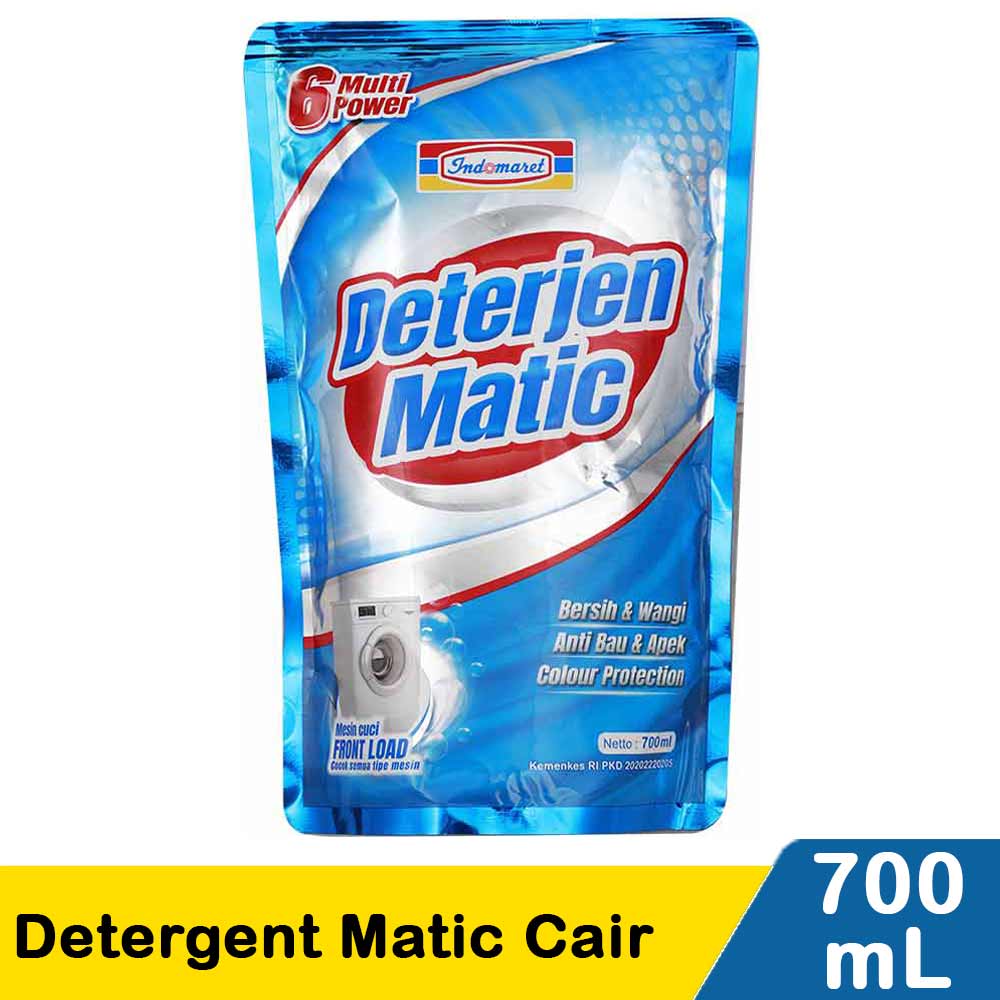 6 Multi
Power
Indomaret
Deterjen
Matic
Bersih & Wangi
Anti Bau & Apek
Colour Protection
Mesin cuci
FRONT LOAD
Cocok semua tipe mesin
Netto : 700ml
Kemenkes RI PKD 20202220205
Detergent Matic Cair
700
mL